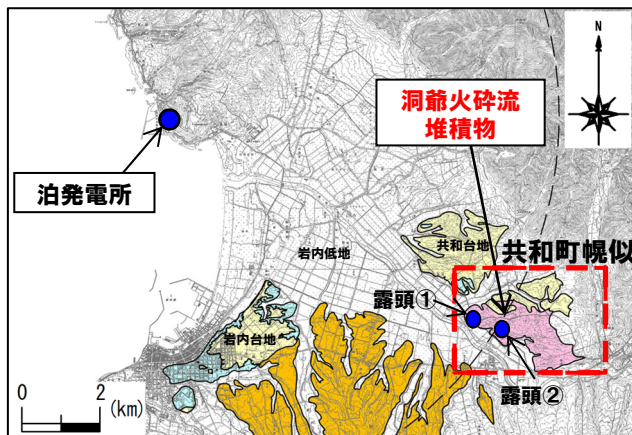 N
洞爺火砕流
堆積物
泊発電所
岩内低地
共和台地
共和町幌似
露頭①
岩内台地
露頭②
0 2
(km)